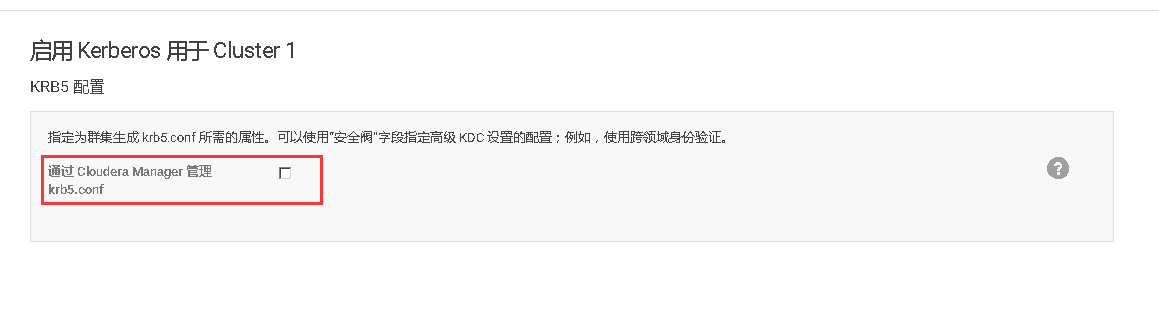 启用 Kerberos 用于 Cluster 1
KRB5 配置
指定为群集生成 krb5.conf 所需的属性。可以使用“安全阀”字段指定高级 KDC 设置的配置；例如，使用跨领域身份验证。
通过 Cloudera Manager 管理
krb5.conf
?